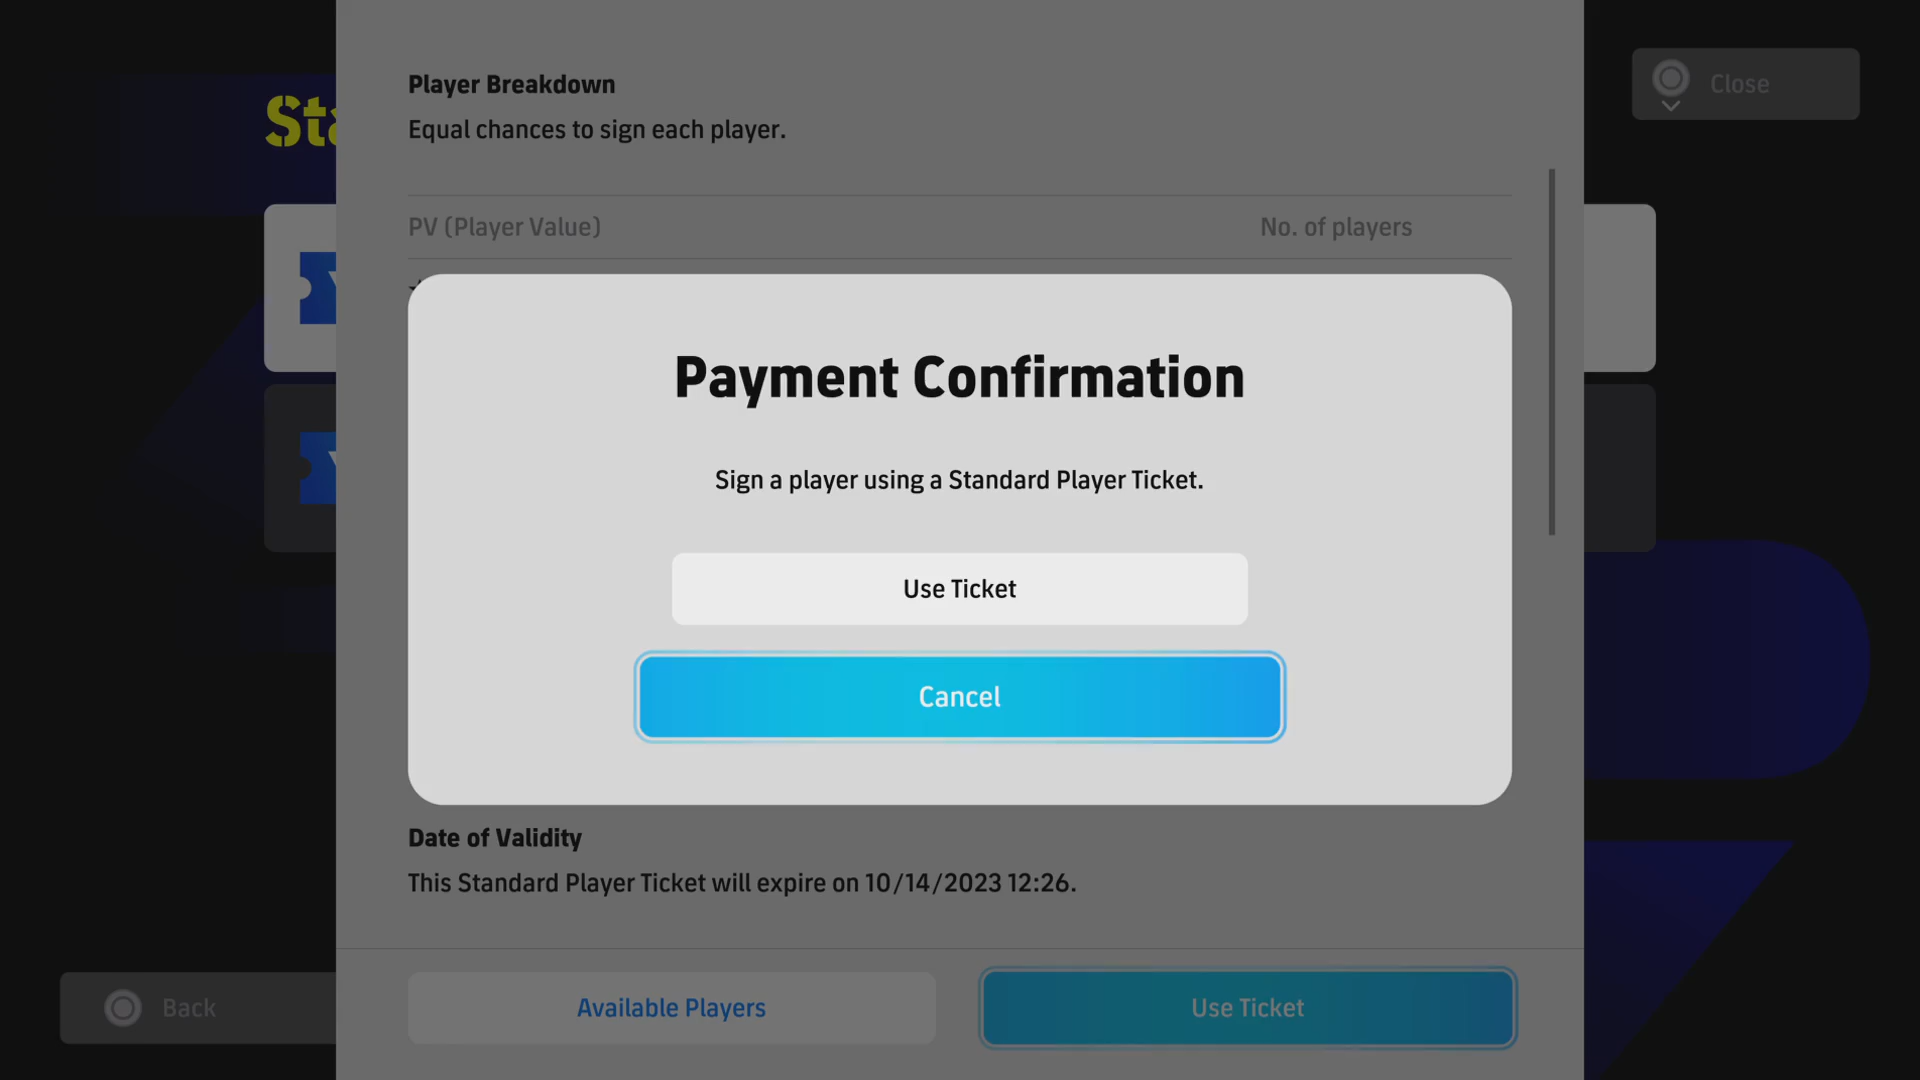 Player Breakdown
Equal chances to sign each player.
Close
PV (Player Value) No. of players
Payment Confirmation
Sign a player using a Standard Player Ticket.
Use Ticket
Cancel
Date of Validity
This Standard Player Ticket will expire on 10/14/2023 12:26.
Back
Available Players
Use Ticket